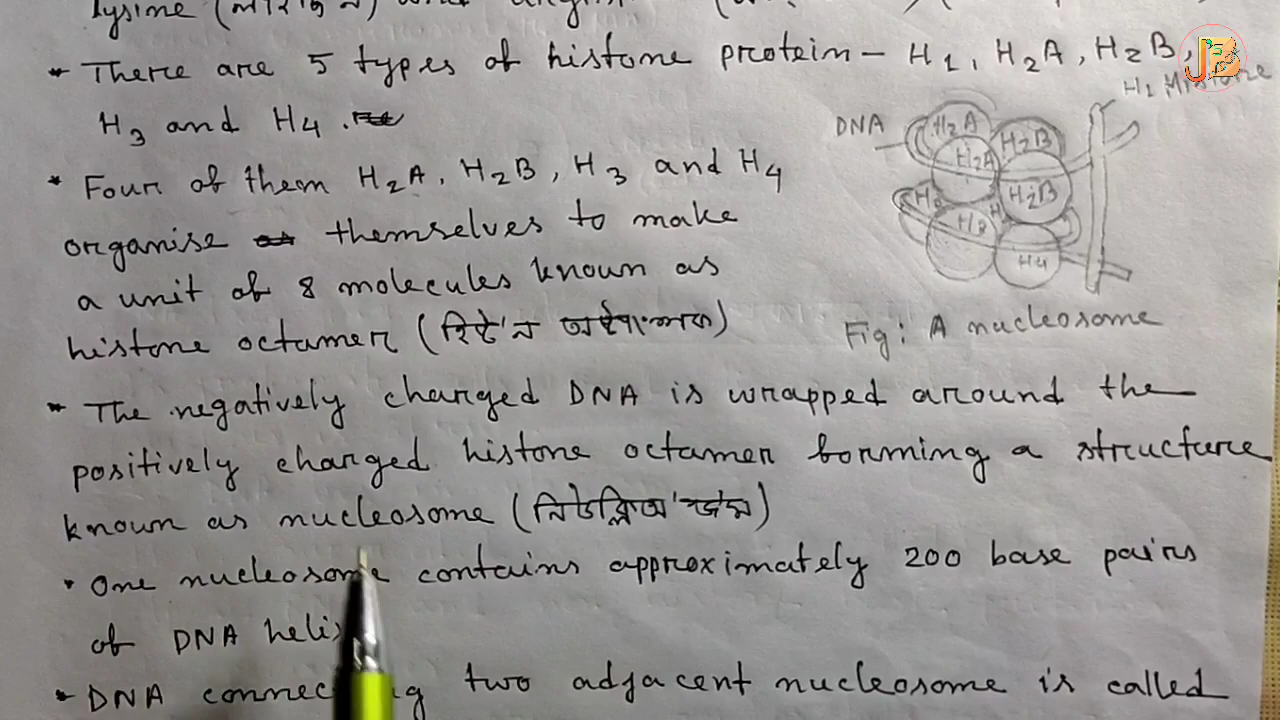 lysine
* There are 5 types of histone protein - H1, H2A, H2B,
H3 and H4.
* Four of them H2A, H2B, H3 and H4
organise themselves to make
a unit of 8 molecules known as
histone octamer (হিস্টোন অক্টামার)
DNA
H1 Histone
H2A
H2B
H2A
H2B
H3
H4
Fig: A nucleosome
* The negatively charged DNA is wrapped around the
positively charged histone octamer forming a structure
known as nucleosome
• One nucleosome contains approximately 200 base pairs
of DNA
* DNA two adjacent nucleosome is called